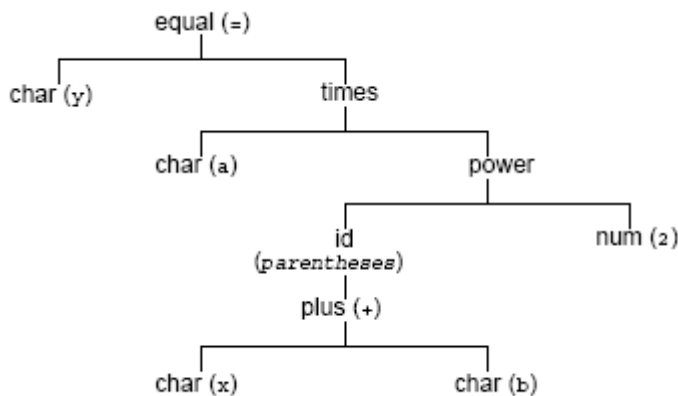 equal (=)
char (y) times
char (a) power
id num (2)
(parentheses)
plus (+)
char (x) char (b)